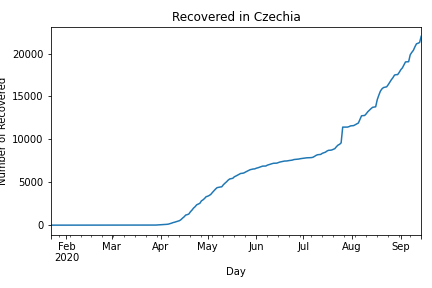 Recovered in Czechia
Number of Recovered
20000
15000
10000
5000
0
Feb Mar Apr May Jun Jul Aug Sep
2020
Day